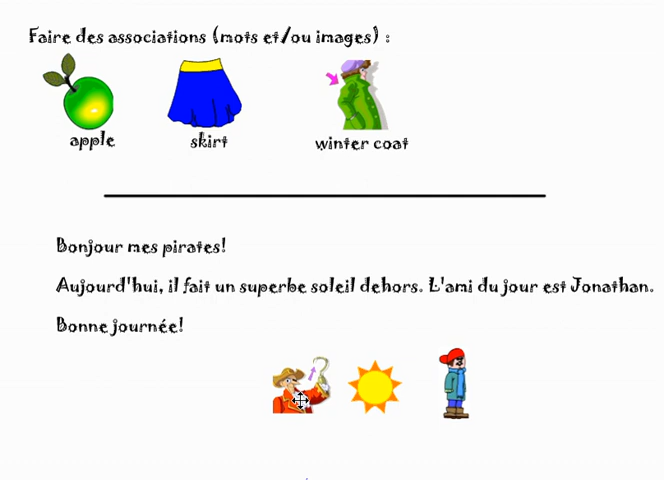 Faire des associations (mots et/ou images) :
apple skirt winter coat
Bonjour mes pirates!
Aujourd'hui, il fait un superbe soleil dehors. L'ami du jour est Jonathan.
Bonne journée!